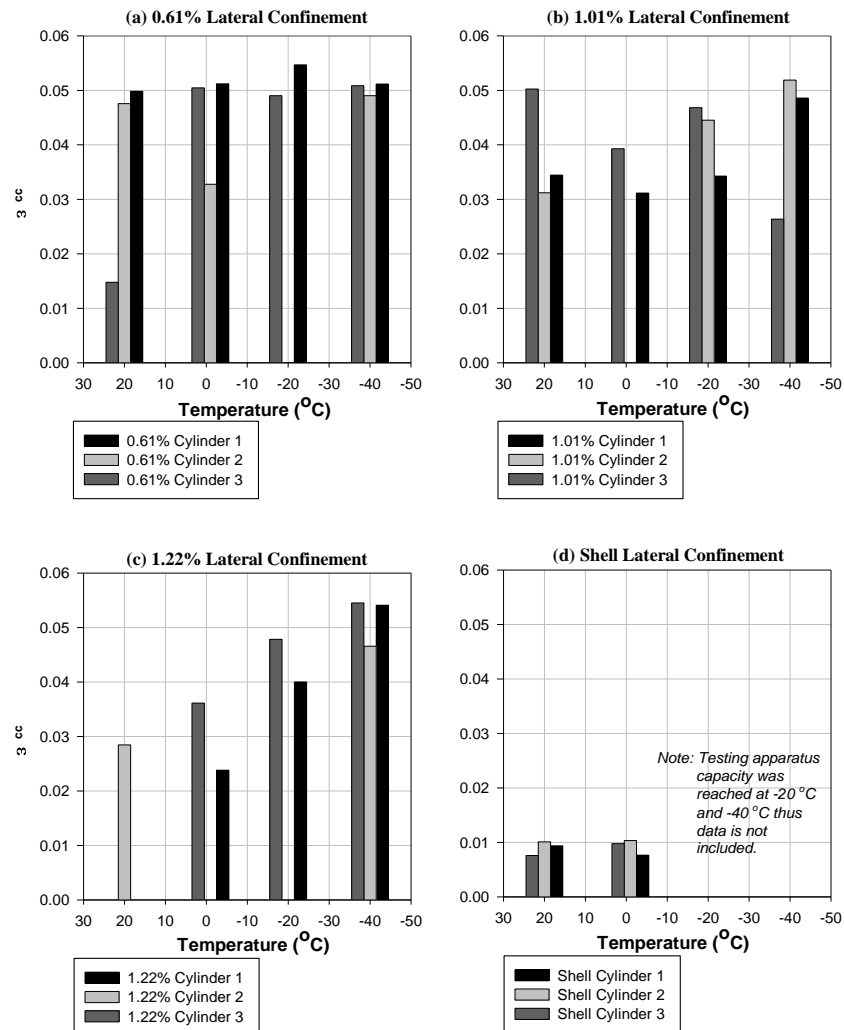 (a) 0.61% Lateral Confinement
0.06
0.05
0.04
0.03
0.02
0.01
0.00
ε cc
30 20 10 0 -10 -20 -30 -40 -50
Temperature (°C)
0.61% Cylinder 1
0.61% Cylinder 2
0.61% Cylinder 3
(b) 1.01% Lateral Confinement
0.06
0.05
0.04
0.03
0.02
0.01
0.00
30 20 10 0 -10 -20 -30 -40 -50
Temperature (°C)
1.01% Cylinder 1
1.01% Cylinder 2
1.01% Cylinder 3
(c) 1.22% Lateral Confinement
0.06
0.05
0.04
0.03
0.02
0.01
0.00
ε cc
30 20 10 0 -10 -20 -30 -40 -50
Temperature (°C)
1.22% Cylinder 1
1.22% Cylinder 2
1.22% Cylinder 3
(d) Shell Lateral Confinement
0.06
0.05
0.04
0.03
0.02
0.01
0.00
Note: Testing apparatus
capacity was
reached at -20 °C
and -40 °C thus
data is not
included.
30 20 10 0 -10 -20 -30 -40 -50
Temperature (°C)
Shell Cylinder 1
Shell Cylinder 2
Shell Cylinder 3